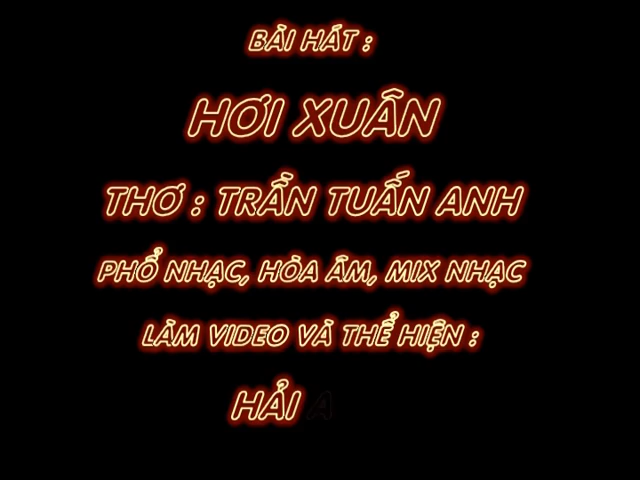 BÀI HÁT :
HƠI XUÂN
THƠ : TRẦN TUẤN ANH
PHỔ NHẠC, HÒA ÂM, MIX NHẠC
LÀM VIDEO VÀ THỂ HIỆN :
HẢI A